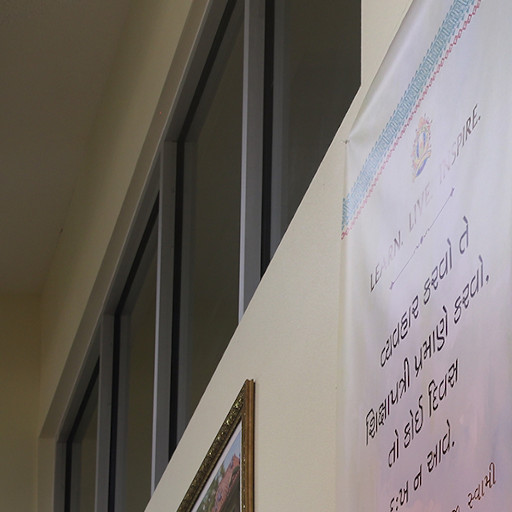 LEARN. LIVE. INSPIRE.
વ્યવહાર કરવો તે
શિક્ષાપત્રી પ્રમાણે કરવો.
તો કોઈ દિવસ
દુ:ખ ન આવે.
સ્વામી